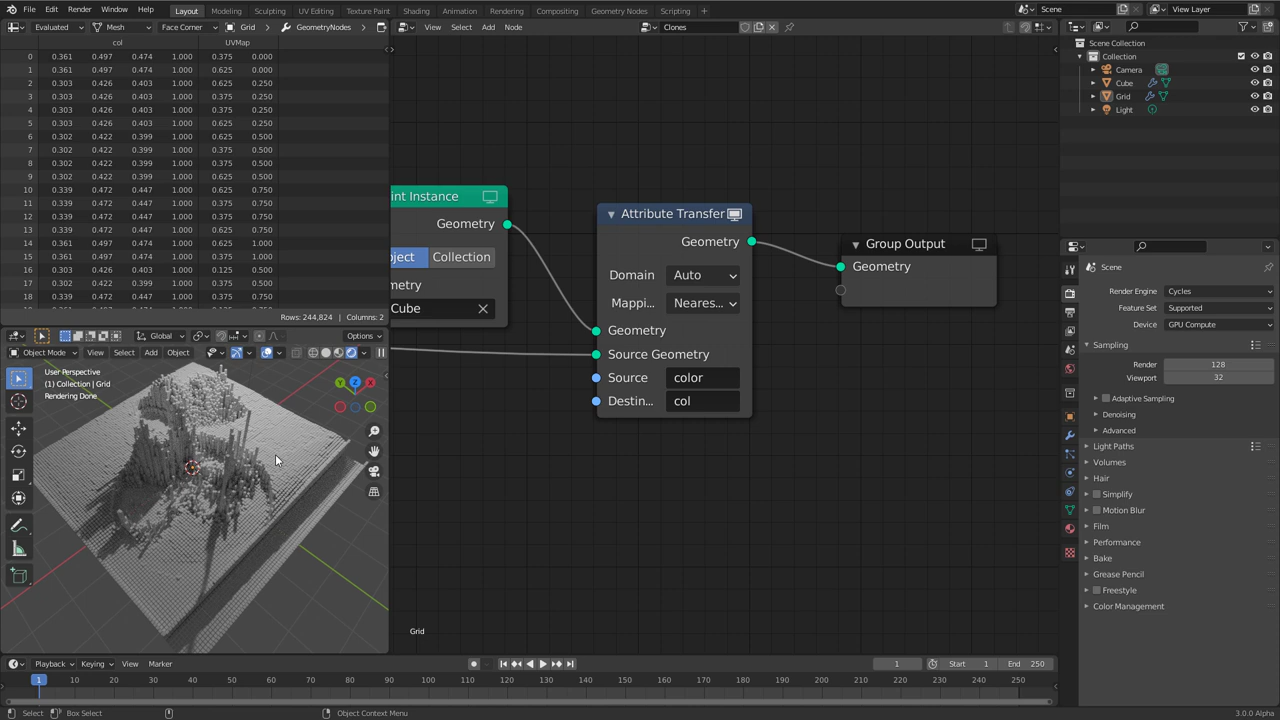 File Edit Render Window Help Layout Modeling Sculpting UV Editing Texture Paint Shading Animation Rendering Compositing Geometry Nodes Scripting + Scene View Layer
Evaluated Mesh Face Corner Grid GeometryNodes View Select Add Node Clones
col UVMap
0 0.361 0.497 0.474 1.000 0.375 0.000
1 0.361 0.497 0.474 1.000 0.625 0.000
2 0.303 0.426 0.403 1.000 0.625 0.250
3 0.303 0.426 0.403 1.000 0.375 0.250
4 0.303 0.426 0.403 1.000 0.375 0.250
5 0.303 0.426 0.403 1.000 0.625 0.250
6 0.302 0.422 0.399 1.000 0.625 0.500
7 0.302 0.422 0.399 1.000 0.375 0.500
8 0.302 0.422 0.399 1.000 0.375 0.500
9 0.302 0.422 0.399 1.000 0.625 0.500
10 0.339 0.472 0.447 1.000 0.625 0.750
11 0.339 0.472 0.447 1.000 0.375 0.750
12 0.339 0.472 0.447 1.000 0.375 0.750
13 0.339 0.472 0.447 1.000 0.625 0.750
14 0.361 0.497 0.474 1.000 0.625 1.000
15 0.361 0.497 0.474 1.000 0.375 1.000
16 0.303 0.426 0.403 1.000 0.125 0.500
17 0.302 0.422 0.399 1.000 0.375 0.500
18 0.339 0.472 0.447 1.000 0.375 0.750
Rows: 244,824 | Columns: 2
Global Options
Object Mode View Select Add Object
User Perspective
(1) Collection | Grid
Rendering Done
Y Z X
int Instance
Geometry
ject Collection
metry
Cube
Attribute Transfer
Geometry
Domain Auto
Mappi... Neares...
Geometry
Source Geometry
Source color
Destin... col
Group Output
Geometry
Grid
Scene Collection
Collection
Camera
Cube
Grid
Light
Scene
Render Engine Cycles
Feature Set Supported
Device GPU Compute
Sampling
Render 128
Viewport 32
Adaptive Sampling
Denoising
Advanced
Light Paths
Volumes
Hair
Simplify
Motion Blur
Film
Performance
Bake
Grease Pencil
Freestyle
Color Management
Playback Keying View Marker 1 Start 1 End 250
1 10 20 30 40 50 60 70 80 90 100 110 120 130 140 150 160 170 180 190 200 210 220 230 240 250
Select Box Select Object Context Menu 3.0.0 Alpha